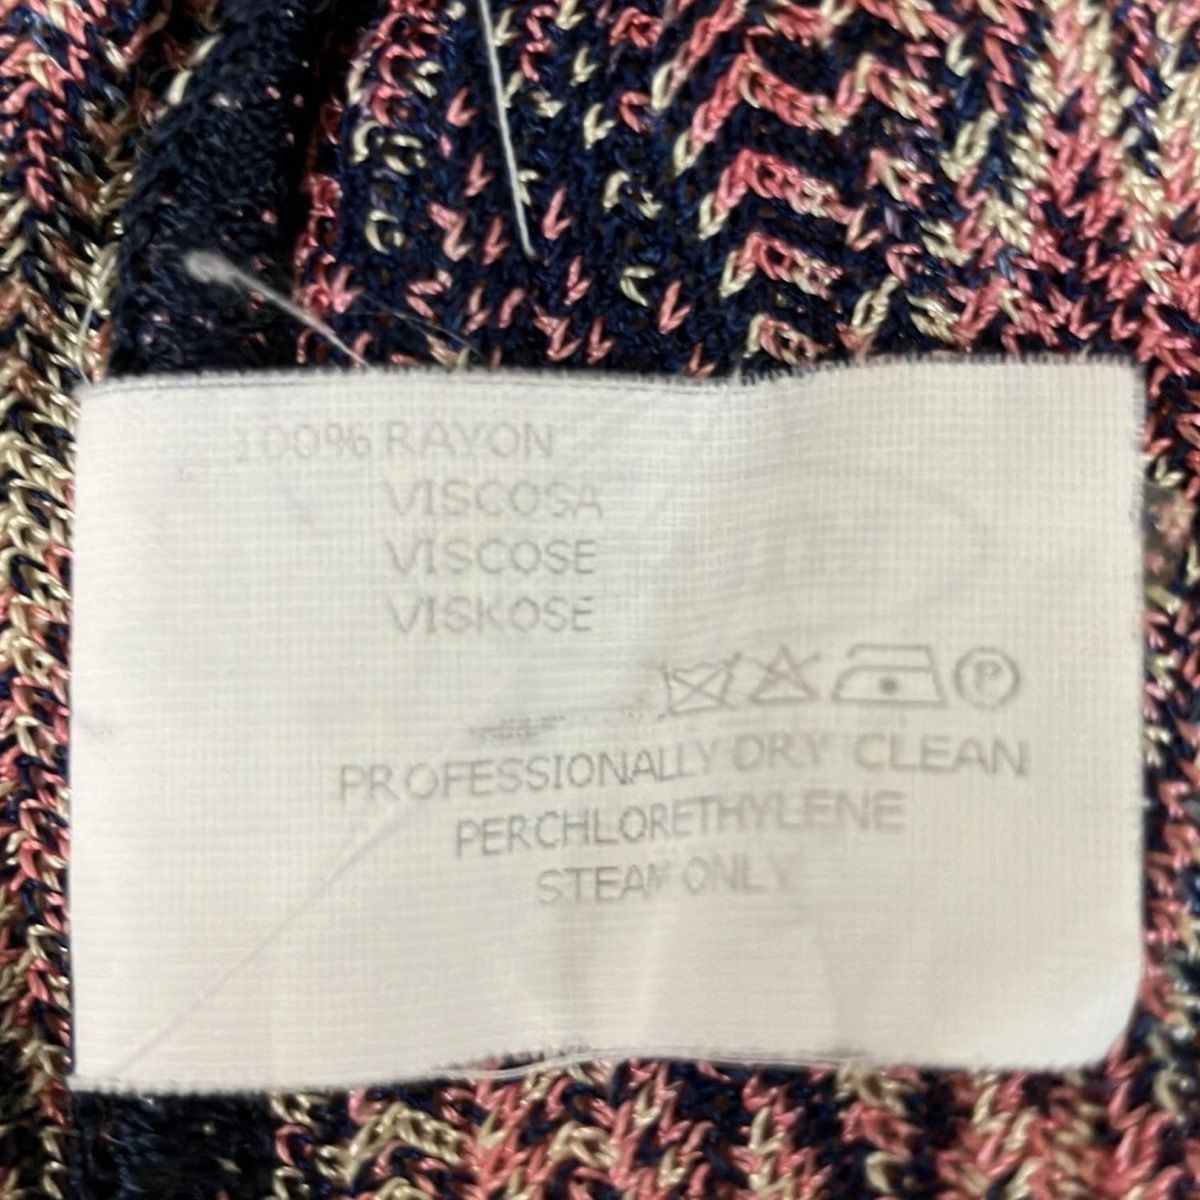 100% RAYON
VISCOSA
VISCOSE
VISKOSE
P
PROFESSIONALLY DRY CLEAN
PERCHLORETHYLENE
STEAM ONLY